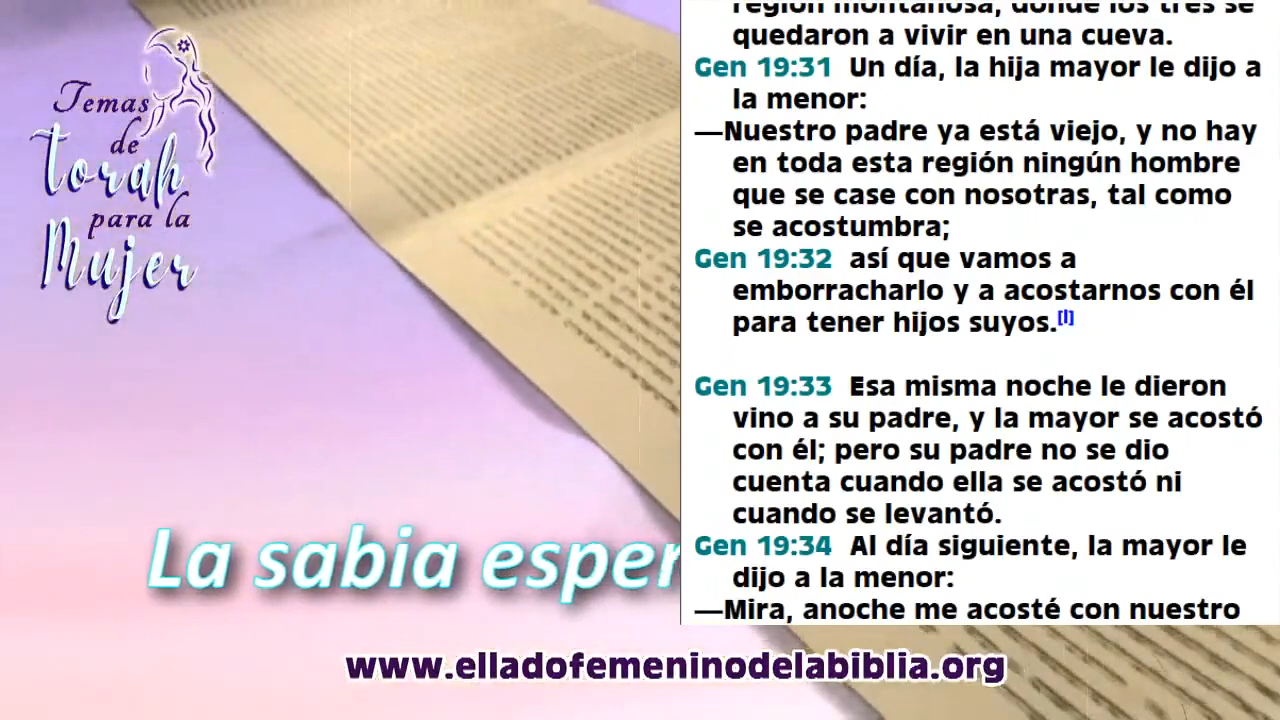 Temas
de
torah
para la
Mujer
La sabia
www.elladofemeninodelabiblia.org
región montañosa, donde los tres se
quedaron a vivir en una cueva.
Gen 19:31 Un día, la hija mayor le dijo a
la menor:
—Nuestro padre ya está viejo, y no hay
en toda esta región ningún hombre
que se case con nosotras, tal como
se acostumbra;
Gen 19:32 así que vamos a
emborracharlo y a acostarnos con él
para tener hijos suyos.[l]
Gen 19:33 Esa misma noche le dieron
vino a su padre, y la mayor se acostó
con él; pero su padre no se dio
cuenta cuando ella se acostó ni
cuando se levantó.
Gen 19:34 Al día siguiente, la mayor le
dijo a la menor:
—Mira, anoche me acosté con nuestro